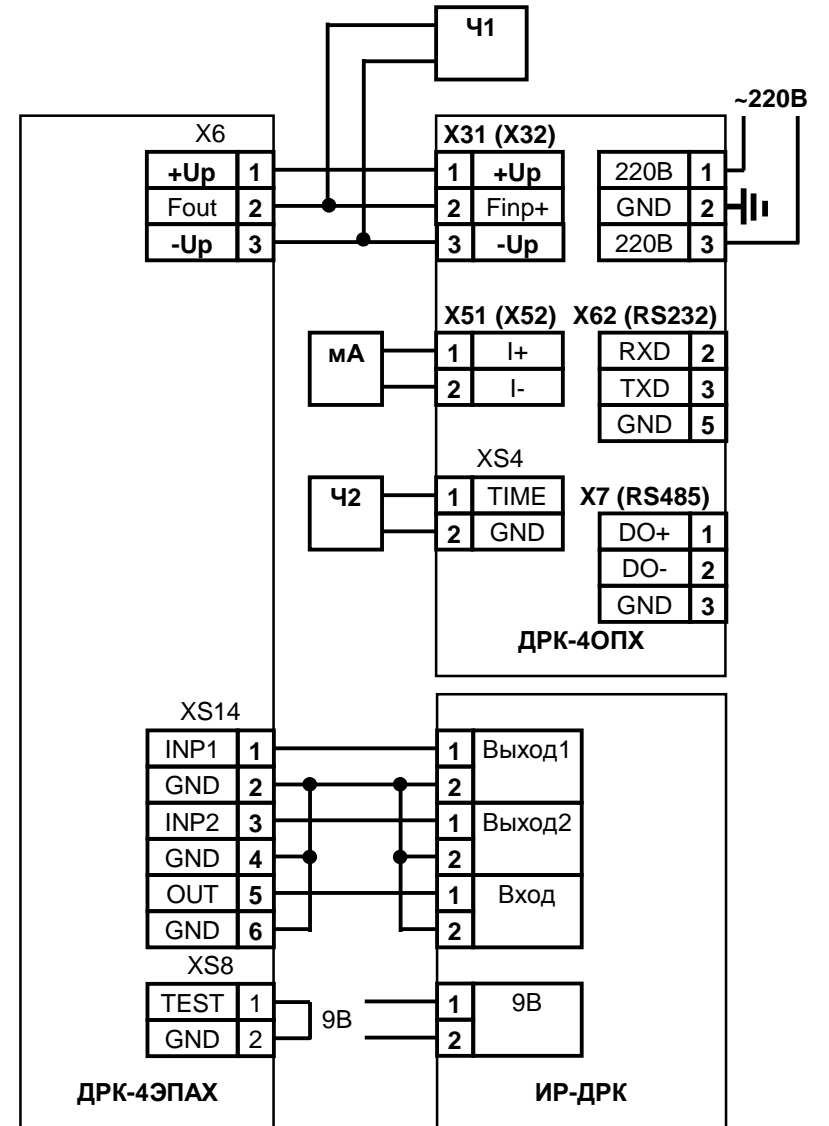 Ч1
~220В
X6
X31 (X32)
+Up 1
1 +Up
220В 1
Fout 2
2 Finp+
GND 2
-Up 3
3 -Up
220В 3
X51 (X52)
X62 (RS232)
мА
1 I+
RXD 2
2 I-
TXD 3
GND 5
XS4
Ч2
1 TIME
X7 (RS485)
2 GND
DO+ 1
DO- 2
GND 3
ДРК-4ОПХ
XS14
INP1 1
1 Выход1
GND 2
2
INP2 3
1 Выход2
GND 4
2
OUT 5
1 Вход
GND 6
2
XS8
TEST 1
9В
1 9В
GND 2
2
ДРК-4ЭПАХ
ИР-ДРК